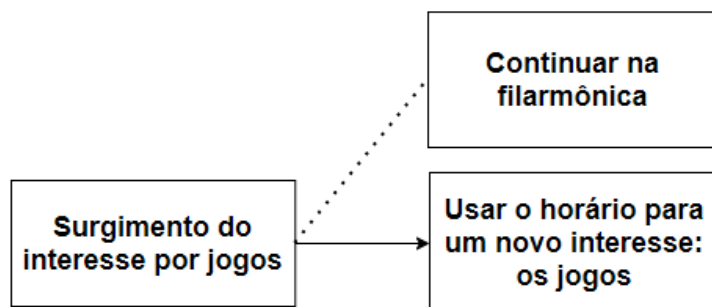 Continuar na
filarmônica
Surgimento do
interesse por jogos
Usar o horário para
um novo interesse:
os jogos